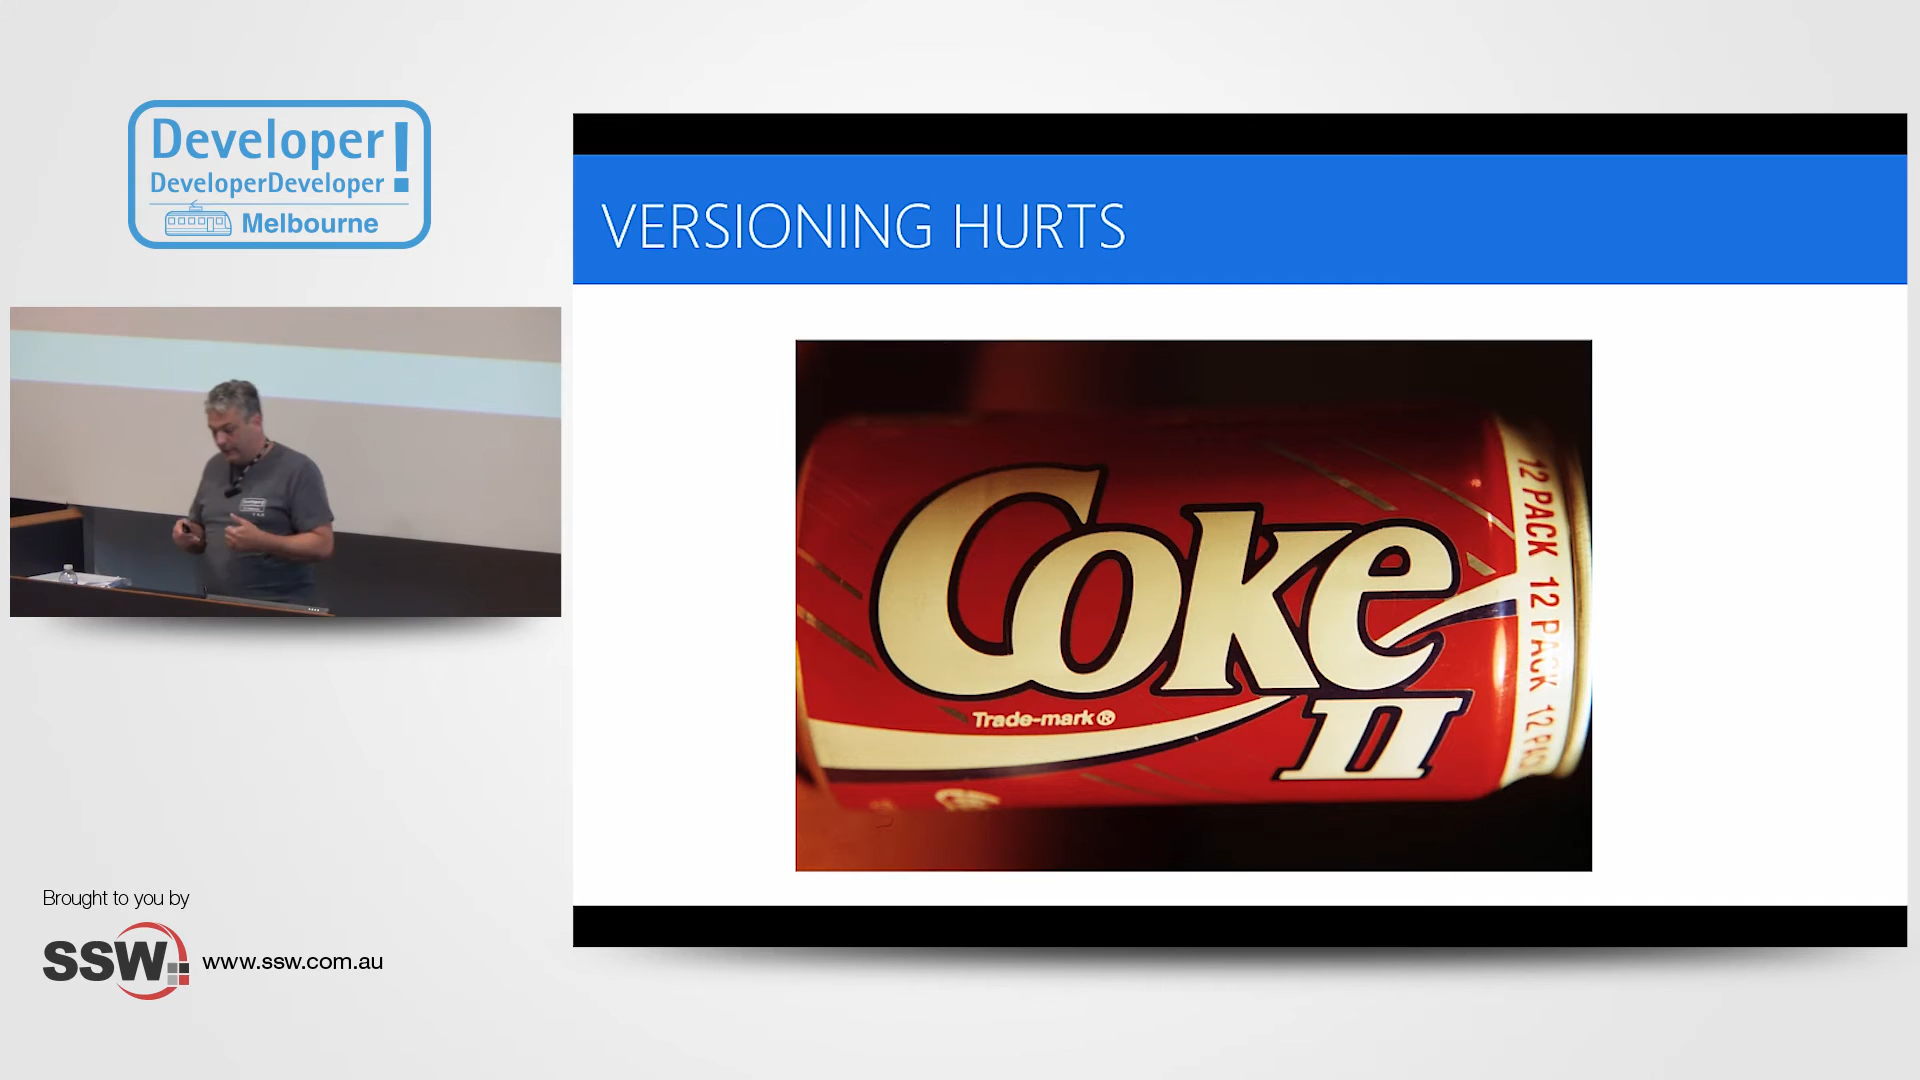 Developer!
DeveloperDeveloper
Melbourne
VERSIONING HURTS
Coke
II
Trade-mark®
12 PACK 12 PACK 12 PACK
Brought to you by
SSW
www.ssw.com.au